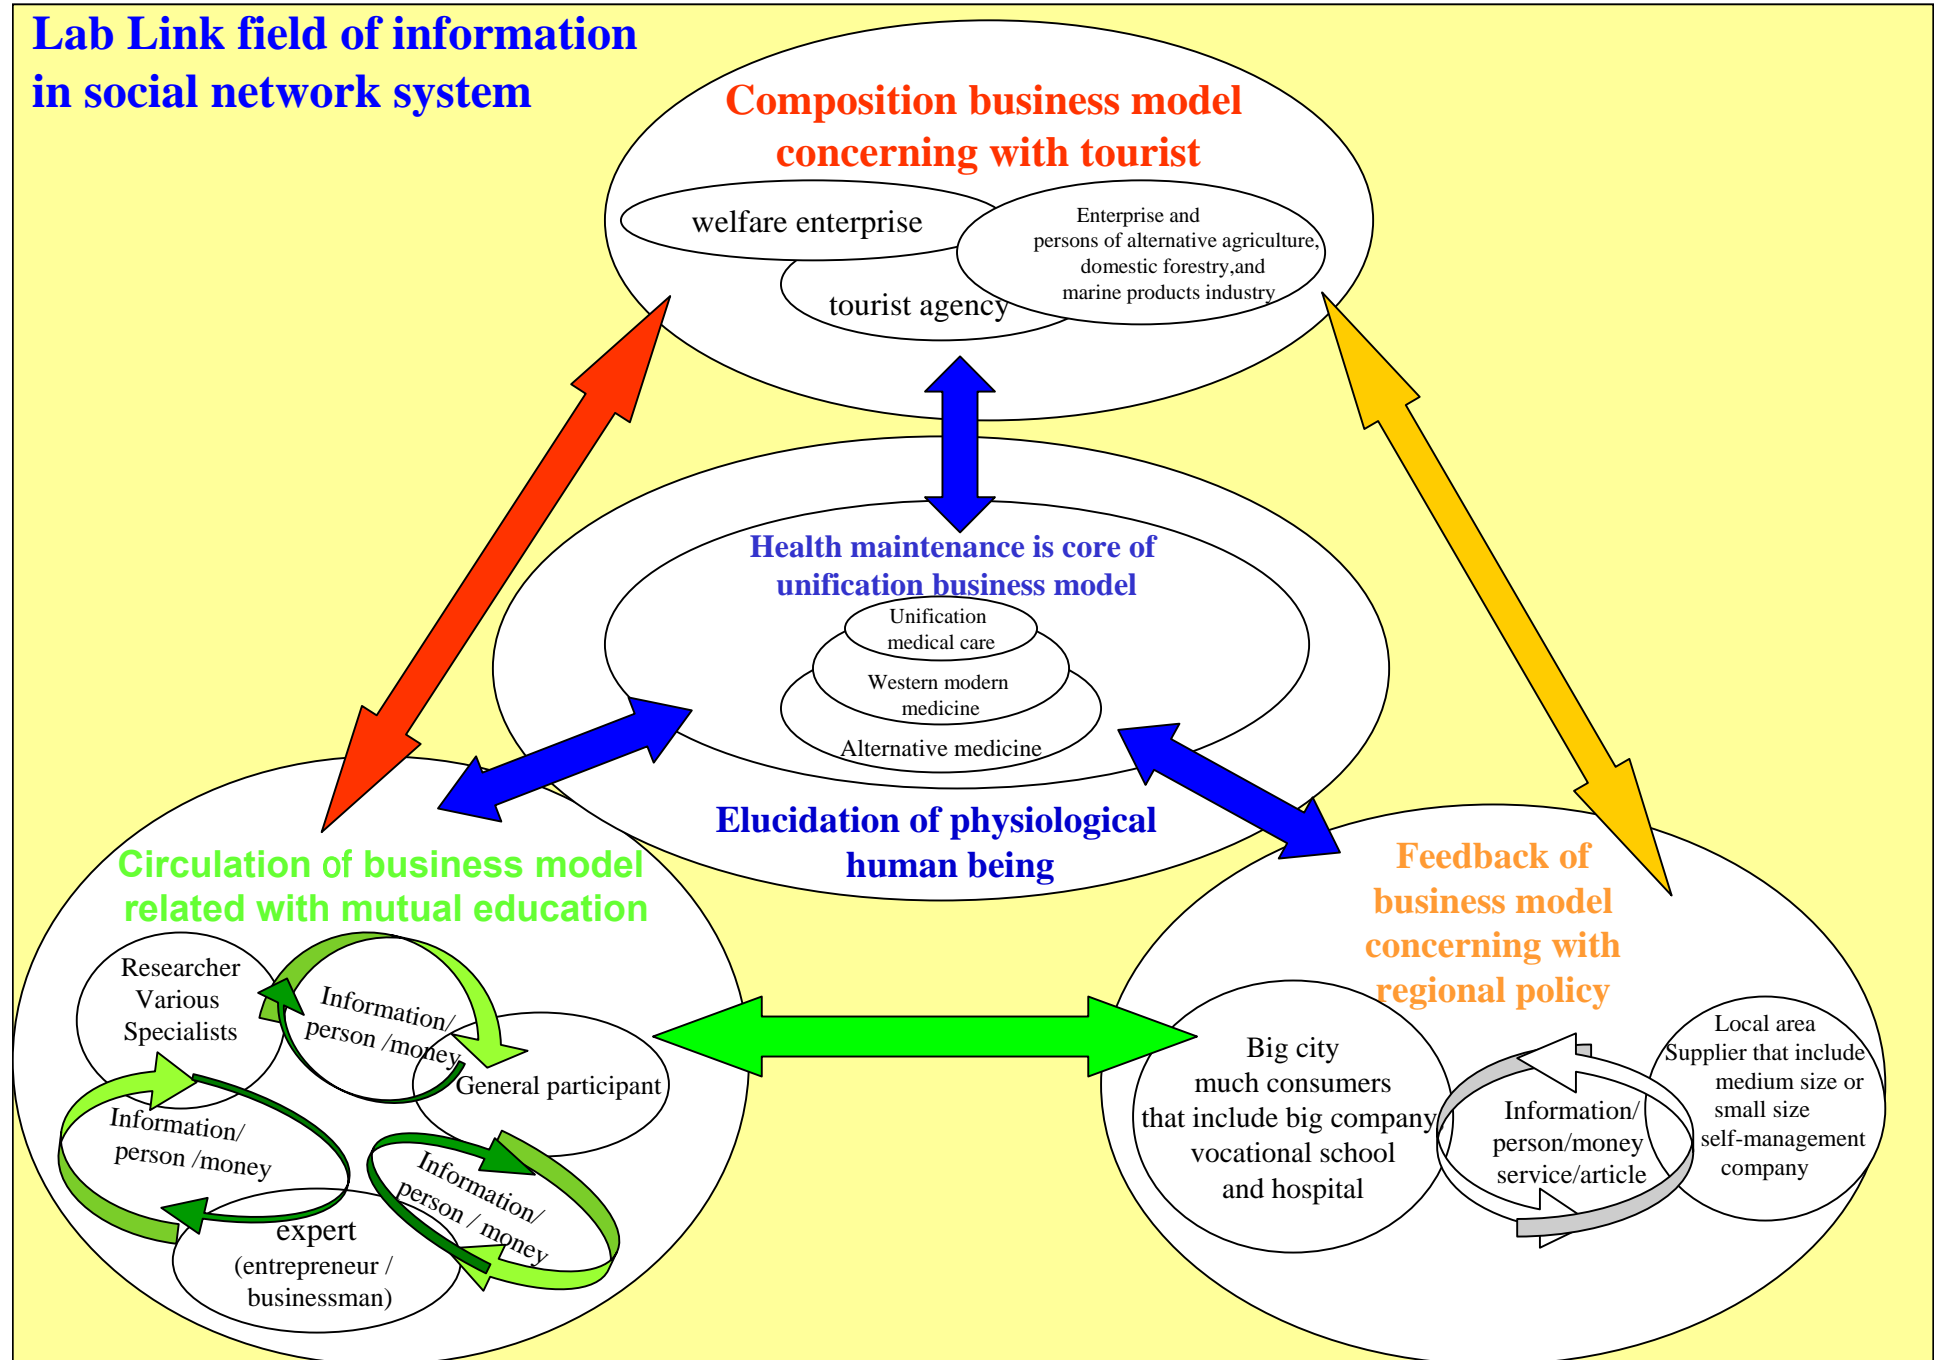 Lab Link field of information
in social network system
Composition business model
concerning with tourist
welfare enterprise
Enterprise and
persons of alternative agriculture,
domestic forestry,and
marine products industry
tourist agency
Health maintenance is core of
unification business model
Unification
medical care
Western modern
medicine
Alternative medicine
Elucidation of physiological
human being
Circulation of business model
related with mutual education
Researcher
Various
Specialists
Information/
person /money
General participant
Information/
person /money
Information/
person / money
expert
(entrepreneur /
businessman)
Feedback of
business model
concerning with
regional policy
Big city
much consumers
that include big company
vocational school
and hospital
Information/
person/money
service/article
Local area
Supplier that include
medium size or
small size
self-management
company